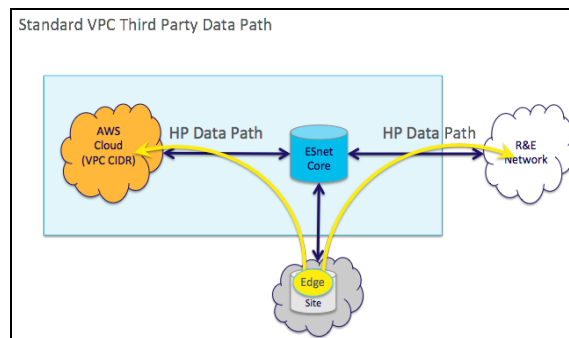 Standard VPC Third Party Data Path
AWS
Cloud
(VPC CIDR)
HP Data Path
ESnet
Core
HP Data Path
R&E
Network
Edge
Site